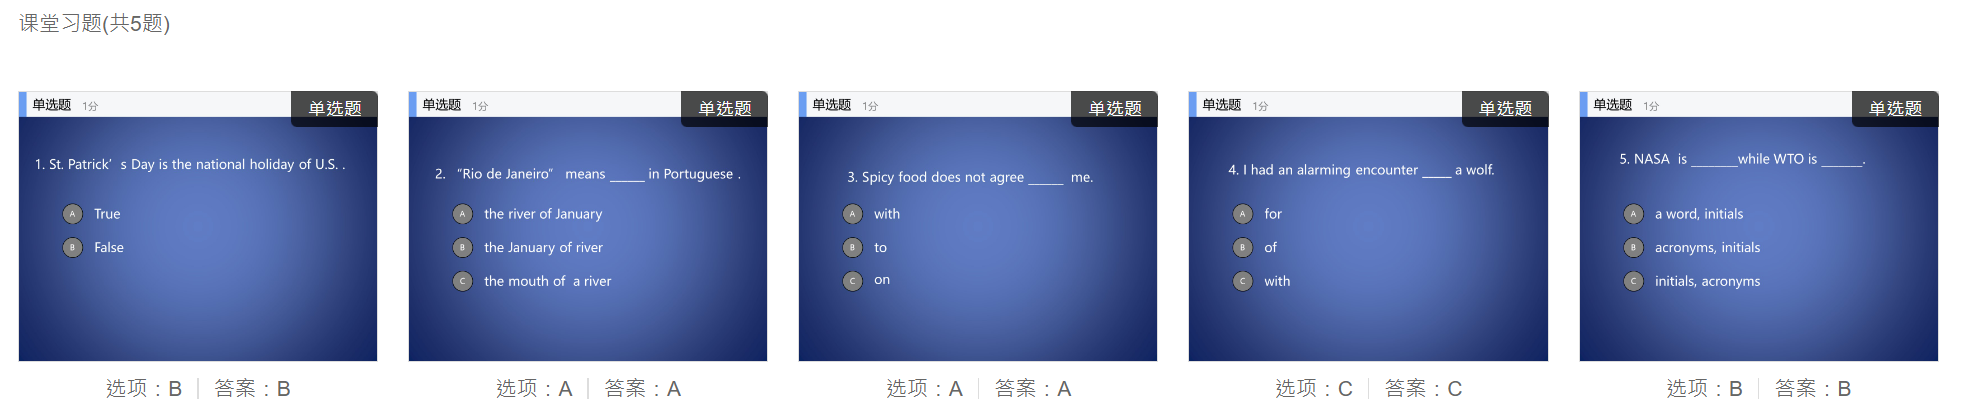 课堂习题(共5题)
单选题 1分 单选题
1. St. Patrick’s Day is the national holiday of U.S. .
A True
B False
选项：B 答案：B
单选题 1分 单选题
2. “Rio de Janeiro” means _____ in Portuguese .
A the river of January
B the January of river
C the mouth of a river
选项：A 答案：A
单选题 1分 单选题
3. Spicy food does not agree _____ me.
A with
B to
C on
选项：A 答案：A
单选题 1分 单选题
4. I had an alarming encounter ____ a wolf.
A for
B of
C with
选项：C 答案：C
单选题 1分 单选题
5. NASA is _______while WTO is ______.
A a word, initials
B acronyms, initials
C initials, acronyms
选项：B 答案：B